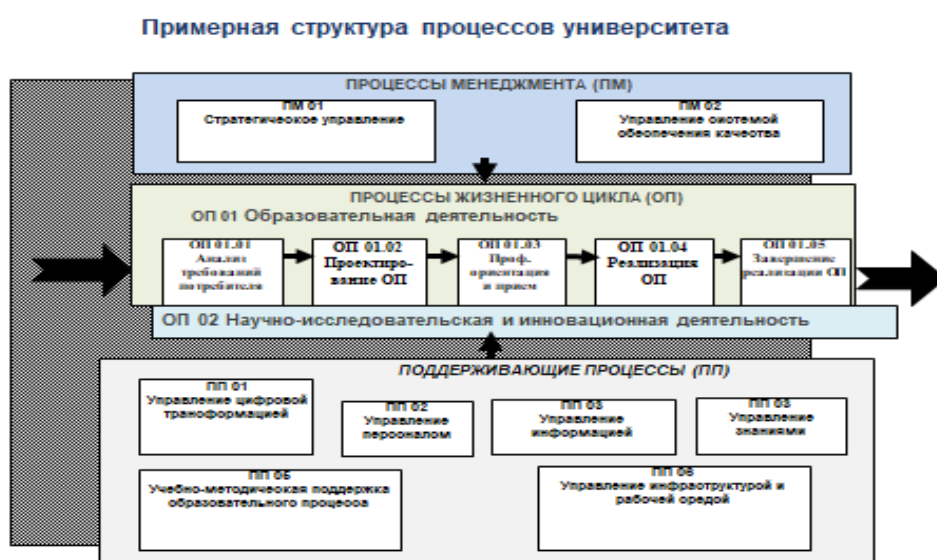 Примерная структура процессов университета
ПРОЦЕССЫ МЕНЕДЖМЕНТА (ПМ)
ПМ 01
Стратегическое управление
ПМ 02
Управление системой
обеспечения качества
ПРОЦЕССЫ ЖИЗНЕННОГО ЦИКЛА (ОП)
ОП 01 Образовательная деятельность
ОП 01.01
Анализ
требований
потребителя
ОП 01.02
Проектиро-
вание ОП
ОП 01.03
Проф.
ориентация
и прием
ОП 01.04
Реализация
ОП
ОП 01.05
Завершение
реализации ОП
ОП 02 Научно-исследовательская и инновационная деятельность
ПОДДЕРЖИВАЮЩИЕ ПРОЦЕССЫ (ПП)
ПП 01
Управление цифровой
трансформацией
ПП 02
Управление
персоналом
ПП 03
Управление
информацией
ПП 03
Управление
знаниями
ПП 05
Учебно-методическая поддержка
образовательного процесса
ПП 06
Управление инфраструктурой и
рабочей средой